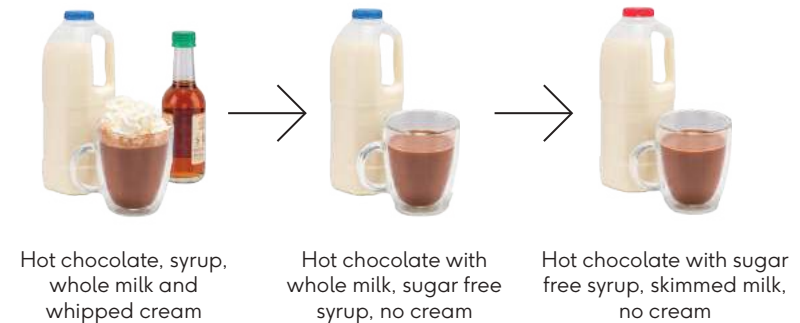 Hot chocolate, syrup,
whole milk and
whipped cream
Hot chocolate with
whole milk, sugar free
syrup, no cream
Hot chocolate with sugar
free syrup, skimmed milk,
no cream